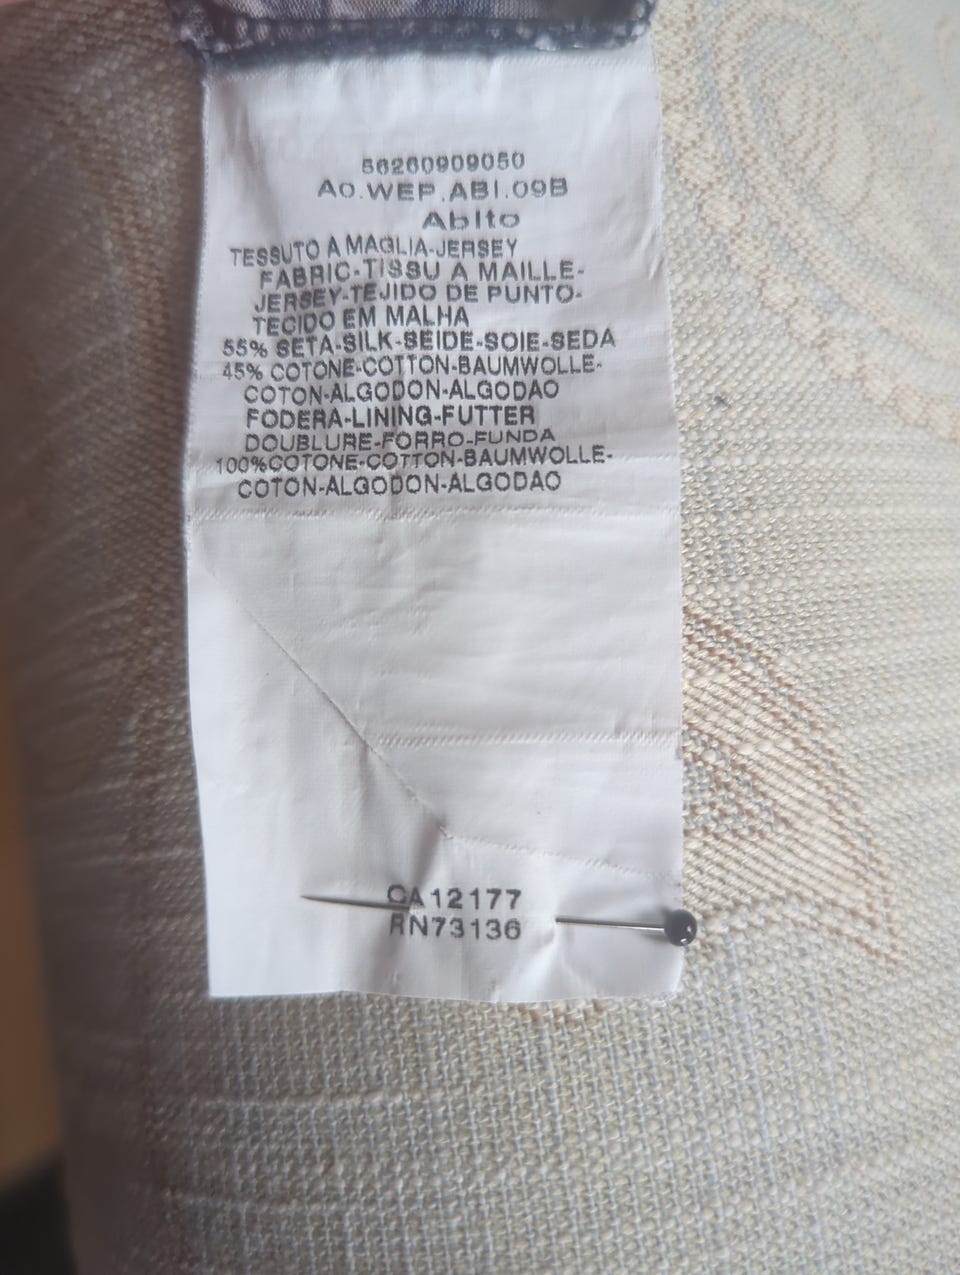 56260909050
Ao.WEP.ABI.09B
Abito
TESSUTO A MAGLIA-JERSEY
FABRIC-TISSU A MAILLE-
JERSEY-TEJIDO DE PUNTO-
TECIDO EM MALHA
55% SETA-SILK-SEIDE-SOIE-SEDA
45% COTONE-COTTON-BAUMWOLLE-
COTON-ALGODON-ALGODAO
FODERA-LINING-FUTTER
DOUBLURE-FORRO-FUNDA
100%COTONE-COTTON-BAUMWOLLE-
COTON-ALGODON-ALGODAO
CA12177
RN73136